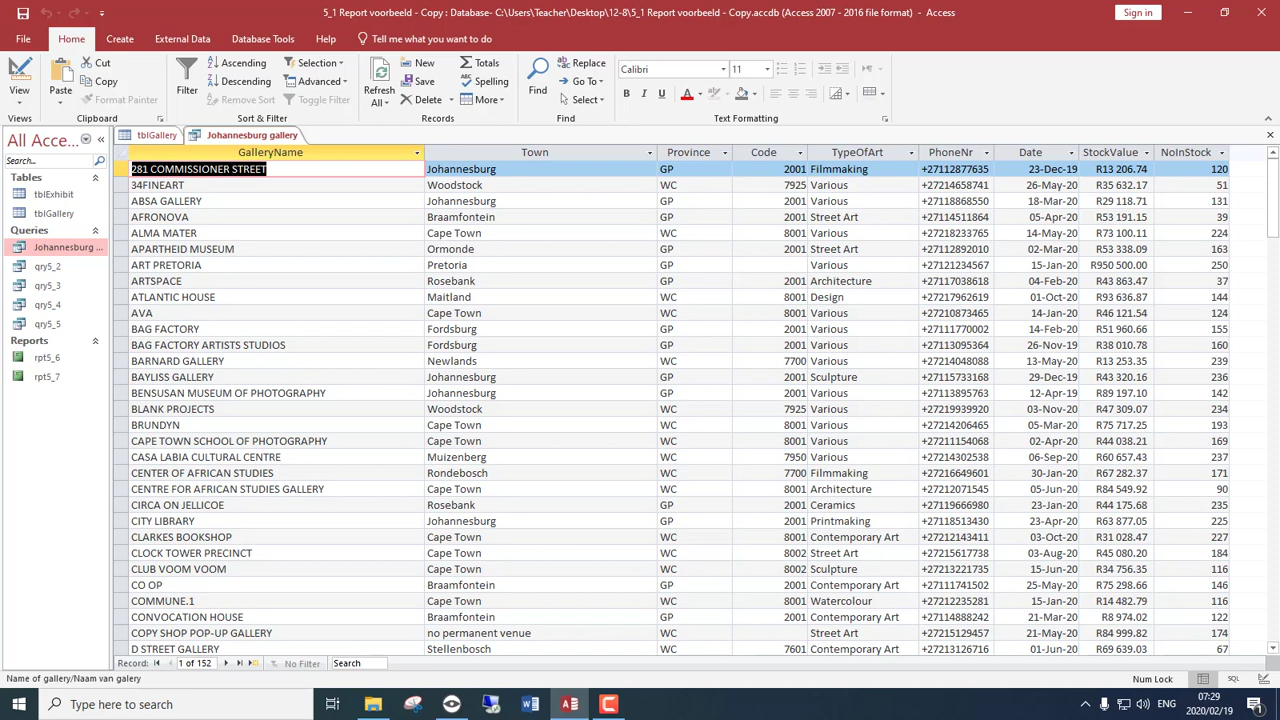 5_1 Report voorbeeld - Copy : Database- C:\Users\Teacher\Desktop\12-8\5_1 Report voorbeeld - Copy.accdb (Access 2007 - 2016 file format) - Access
Sign in
File Home Create External Data Database Tools Help Tell me what you want to do
View Paste Cut Copy Format Painter Filter Ascending Descending Remove Sort Selection Advanced Toggle Filter Refresh All New Save Delete Totals Spelling More Find Replace Go To Select Calibri 11 B I U A
Views Clipboard Sort & Filter Records Find Text Formatting
All Acce...
Search...
Tables
tblExhibit
tblGallery
Queries
Johannesburg ...
qry5_2
qry5_3
qry5_4
qry5_5
Reports
rpt5_6
rpt5_7
tblGallery Johannesburg gallery
GalleryName Town Province Code TypeOfArt PhoneNr Date StockValue NoInStock
281 COMMISSIONER STREET Johannesburg GP 2001 Filmmaking +27112877635 23-Dec-19 R13 206.74 120
34FINEART Woodstock WC 7925 Various +27214658741 26-May-20 R15 332.17 51
ABSA GALLERY Johannesburg GP 2001 Various +27118868550 18-Mar-20 R29 118.71 131
AFRONOVA Braamfontein GP 2001 Street Art +27114511864 05-Apr-20 R53 191.15 39
ALMA MATER Cape Town WC 8001 Various +27218233765 14-May-20 R73 100.11 224
APARTHEID MUSEUM Ormonde GP 2001 Street Art +27112892010 02-Mar-20 R53 338.09 163
ART PRETORIA Pretoria GP Various +27121234567 15-Jan-20 R950 500.00 250
ARTSPACE Rosebank GP 2001 Architecture +27117038618 04-Feb-20 R43 863.47 37
ATLANTIC HOUSE Maitland WC 8001 Design +27217962619 01-Oct-20 R93 636.87 144
AVA Cape Town WC 8001 Various +27210873465 14-Jan-20 R46 121.54 124
BAG FACTORY Fordsburg GP 2001 Various +27111770002 14-Feb-20 R51 960.66 155
BAG FACTORY ARTISTS STUDIOS Fordsburg GP 2001 Various +27113095364 26-Nov-19 R38 010.78 160
BARNARD GALLERY Newlands WC 7700 Various +27214048088 13-May-20 R13 253.35 239
BAYLISS GALLERY Johannesburg GP 2001 Sculpture +27115733168 29-Dec-19 R43 320.16 236
BENSUSAN MUSEUM OF PHOTOGRAPHY Johannesburg GP 2001 Various +27113895763 12-Apr-19 R89 197.10 142
BLANK PROJECTS Woodstock WC 7925 Various +27219939920 03-Nov-20 R47 309.07 234
BRUNDYN Cape Town WC 8001 Various +27214206465 05-Mar-20 R75 717.25 193
CAPE TOWN SCHOOL OF PHOTOGRAPHY Cape Town WC 8001 Various +27211154068 02-Apr-20 R44 038.21 169
CASA LABIA CULTURAL CENTRE Muizenberg WC 7950 Various +27214302538 06-Sep-20 R60 657.43 237
CENTER OF AFRICAN STUDIES Rondebosch WC 7700 Filmmaking +27216649601 30-Jan-20 R67 282.37 171
CENTRE FOR AFRICAN STUDIES GALLERY Cape Town WC 8001 Architecture +27212071545 05-Jun-20 R84 549.92 90
CIRCA ON JELLICOE Rosebank GP 2001 Ceramics +27119666980 04-Mar-20 R53 238.66 235
CITY LIBRARY Johannesburg GP 2001 Printmaking +27118513430 23-Apr-20 R63 877.05 225
CLARKES BOOKSHOP Cape Town WC 8001 Contemporary Art +27212143411 03-Oct-20 R31 028.47 117
CLOCK TOWER PRECINCT Cape Town WC 8002 Street Art +27215617738 03-Aug-20 R45 080.20 184
CLUB VOOM VOOM Cape Town WC 8002 Sculpture +27213221735 15-Jun-20 R34 756.35 116
CO OP Braamfontein GP 2001 Contemporary Art +27111741502 25-May-20 R75 298.66 146
COMMUNE.1 Cape Town WC 8001 Watercolour +27212235281 15-Jan-20 R14 482.79 116
CONVOCATION HOUSE Braamfontein GP 2001 Contemporary Art +27114888242 21-Mar-20 R8 974.02 122
COPY SHOP POP-UP GALLERY no permanent venue WC Street Art +27215129457 21-May-20 R84 999.82 174
D STREET GALLERY Stellenbosch WC 7601 Contemporary Art +27213126716 01-Jun-20 R69 639.03 67
Record: 1 of 152 No Filter Search
Name of gallery/Naam van galery Num Lock SQL
Type here to search ENG 07:29
2020/02/19